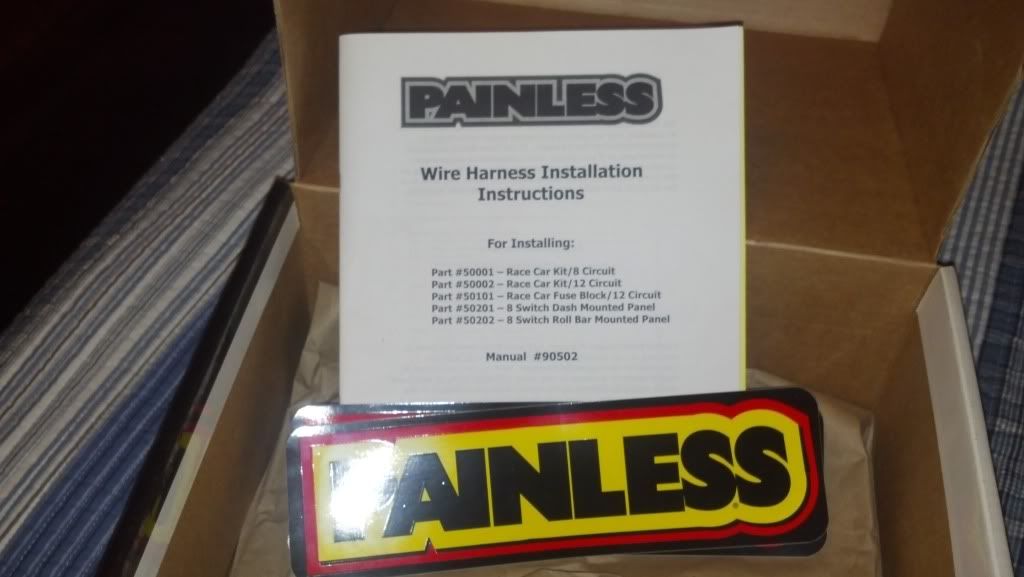 PAINLESS
Wire Harness Installation
Instructions
For Installing:
Part #50001 – Race Car Kit/8 Circuit
Part #50002 – Race Car Kit/12 Circuit
Part #50101 – Race Car Fuse Block/12 Circuit
Part #50201 – 8 Switch Dash Mounted Panel
Part #50202 – 8 Switch Roll Bar Mounted Panel
Manual #90502
PAINLESS